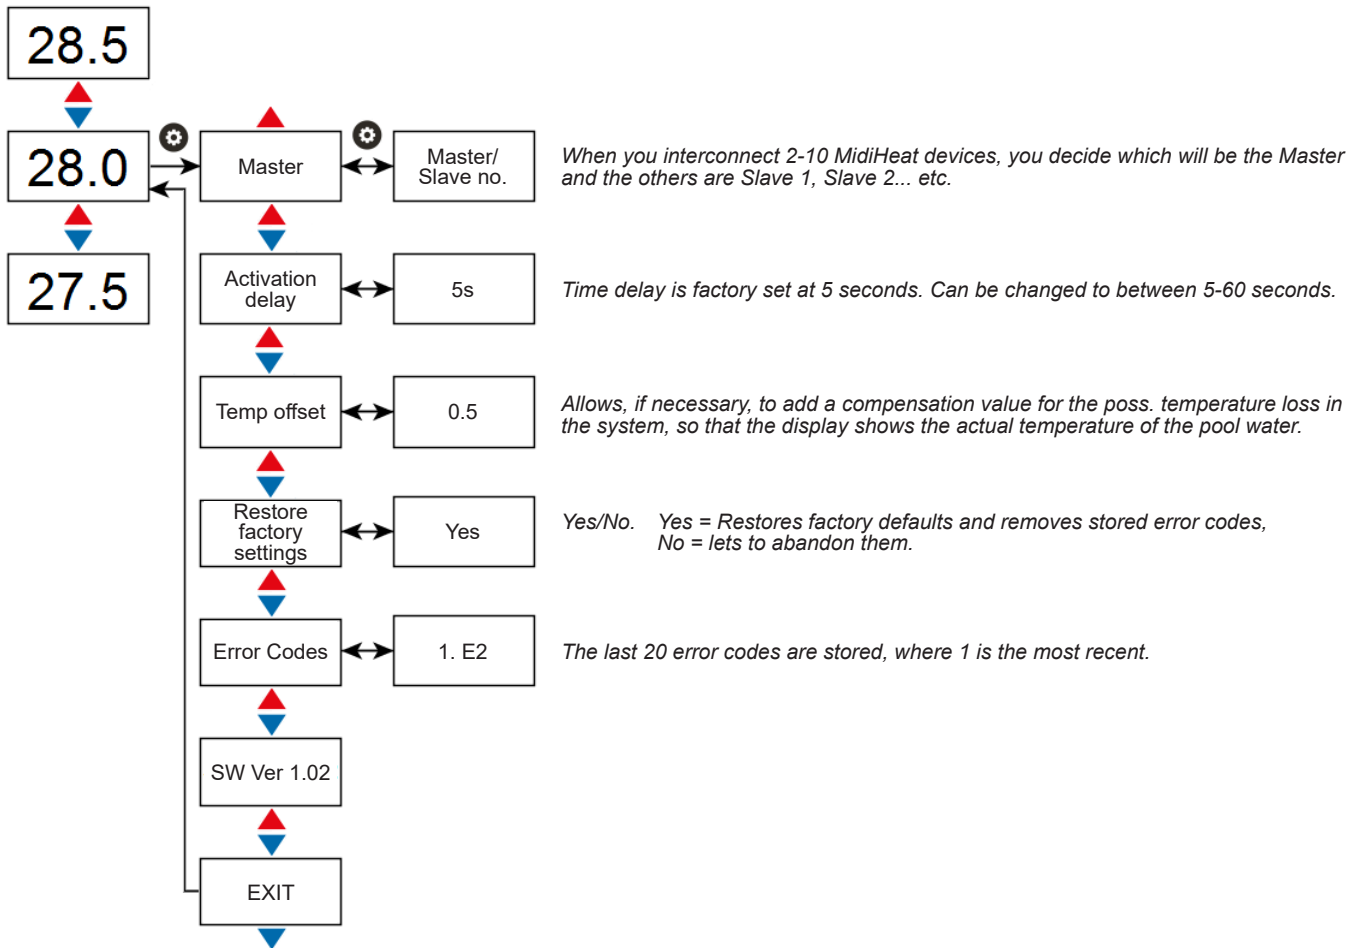 28.5
28.0
27.5
Master
Master/
Slave no.
When you interconnect 2-10 MidiHeat devices, you decide which will be the Master
and the others are Slave 1, Slave 2... etc.
Activation
delay
5s
Time delay is factory set at 5 seconds. Can be changed to between 5-60 seconds.
Temp offset
0.5
Allows, if necessary, to add a compensation value for the poss. temperature loss in
the system, so that the display shows the actual temperature of the pool water.
Restore
factory
settings
Yes
Yes/No. Yes = Restores factory defaults and removes stored error codes,
No = lets to abandon them.
Error Codes
1. E2
The last 20 error codes are stored, where 1 is the most recent.
SW Ver 1.02
EXIT